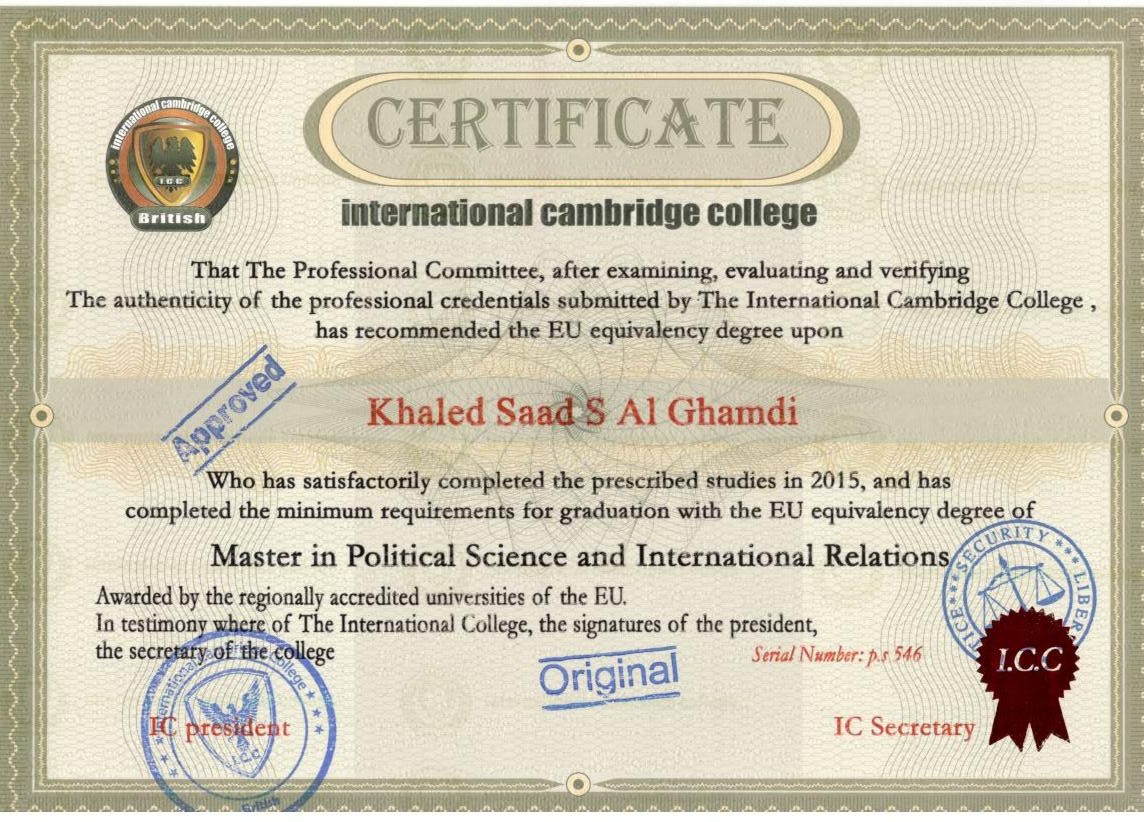 international cambridge college
I.C.C
British
CERTIFICATE
international cambridge college
That The Professional Committee, after examining, evaluating and verifying
The authenticity of the professional credentials submitted by The International Cambridge College ,
has recommended the EU equivalency degree upon
Approved
Khaled Saad S Al Ghamdi
Who has satisfactorily completed the prescribed studies in 2015, and has
completed the minimum requirements for graduation with the EU equivalency degree of
Master in Political Science and International Relations
Awarded by the regionally accredited universities of the EU.
In testimony where of The International College, the signatures of the president,
the secretary of the college
Serial Number: p.s 546
Original
SECURITY
I.C.C
IC president
IC Secretary
international
college
I.C.C
British